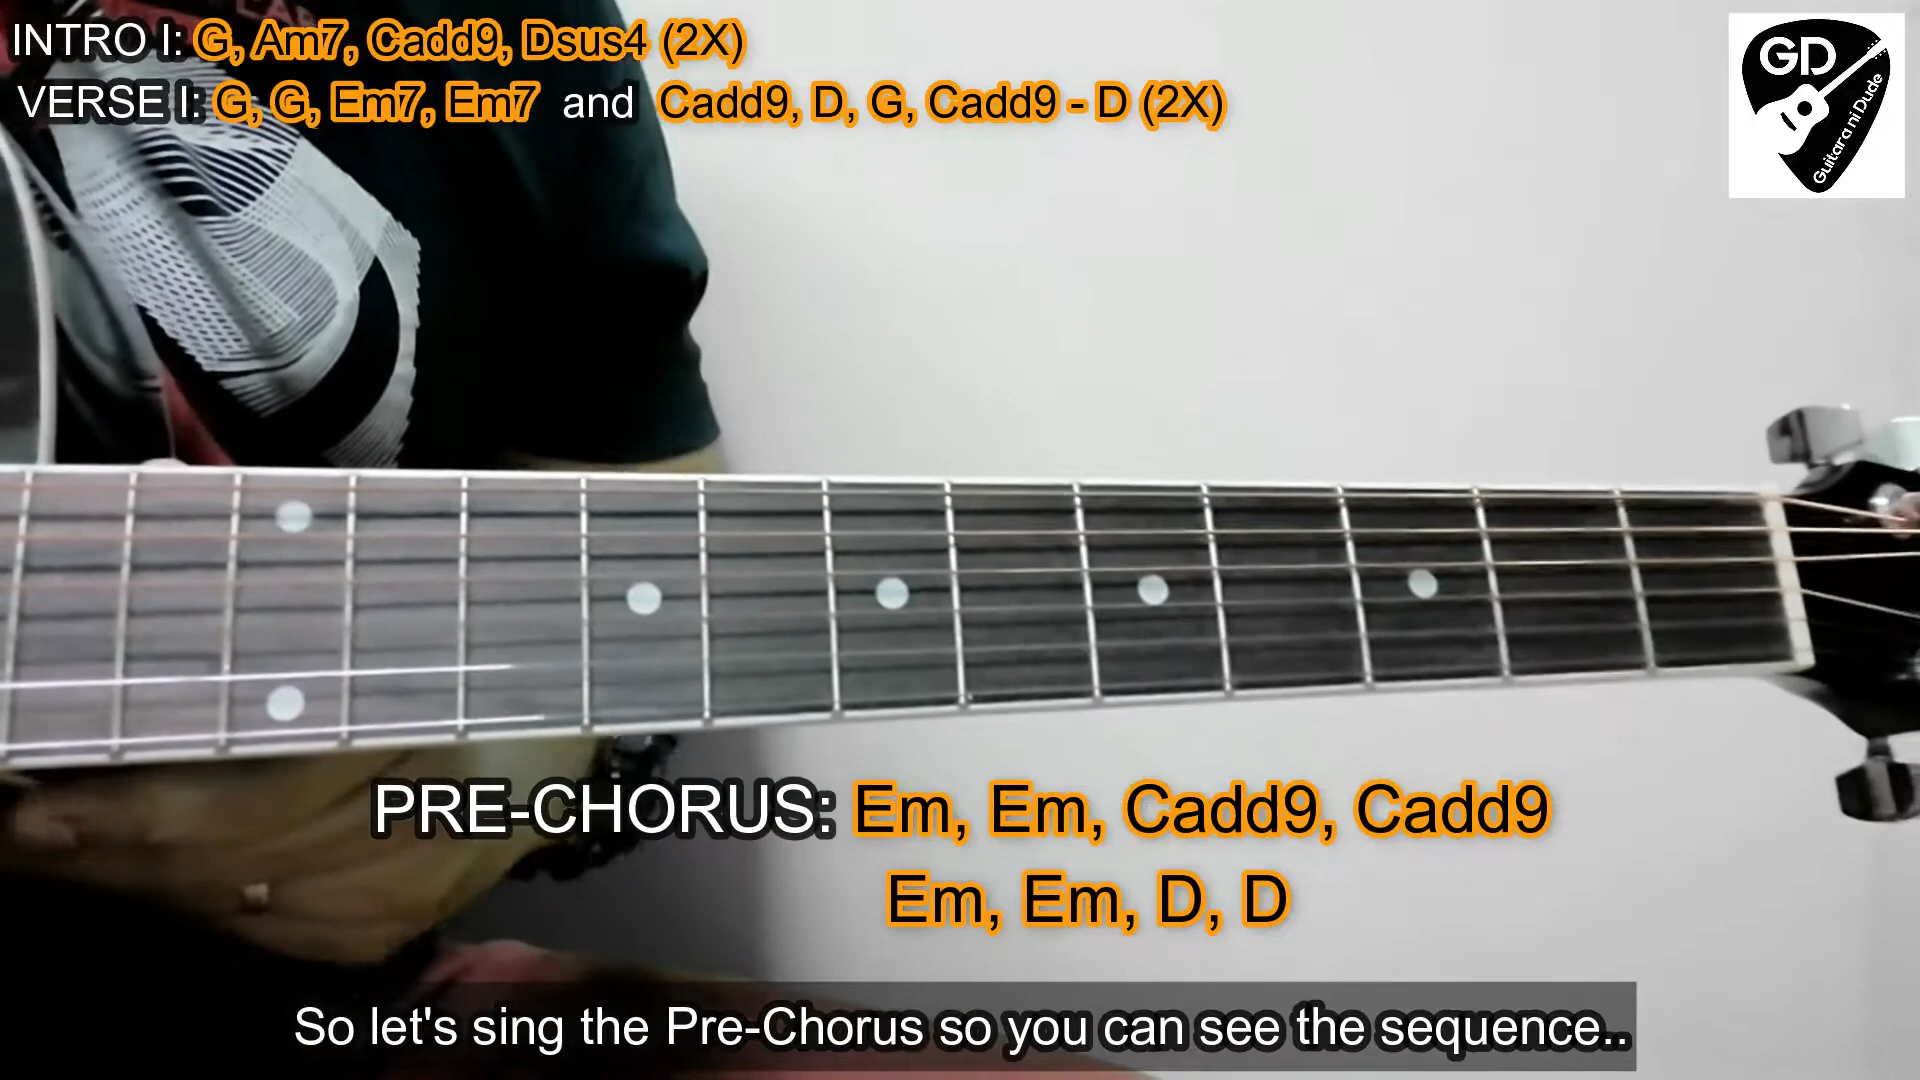 INTRO I: G, Am7, Cadd9, Dsus4 (2X)
VERSE I: G, G, Em7, Em7 and Cadd9, D, G, Cadd9 - D (2X)
GD
Guitara ni Dude
PRE-CHORUS: Em, Em, Cadd9, Cadd9
Em, Em, D, D
So let's sing the Pre-Chorus so you can see the sequence..